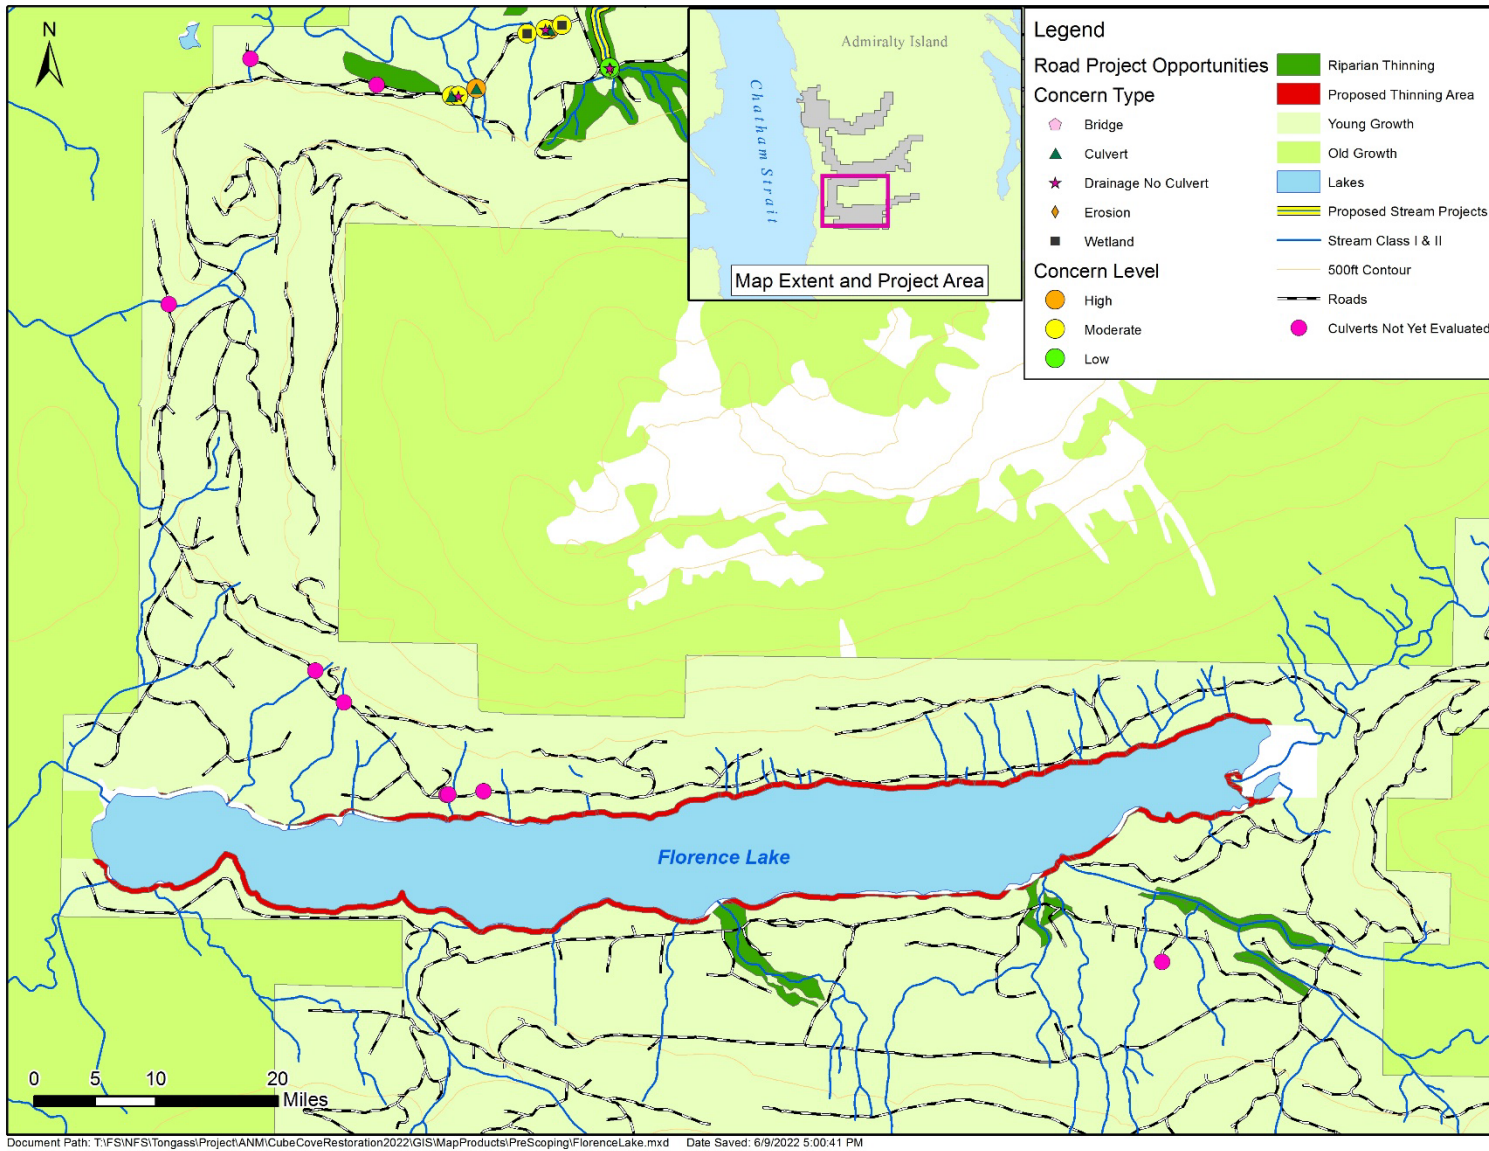 N
Admiralty Island
Chatham Strait
Map Extent and Project Area
Legend
Road Project Opportunities
Concern Type
Bridge
Culvert
Drainage No Culvert
Erosion
Wetland
Concern Level
High
Moderate
Low
Riparian Thinning
Proposed Thinning Area
Young Growth
Old Growth
Lakes
Proposed Stream Projects
Stream Class I & II
500ft Contour
Roads
Culverts Not Yet Evaluated
Florence Lake
0 5 10 20
Miles
Document Path: T:\FS\NFS\Tongass\Project\ANM\CubeCoveRestoration2022\GIS\MapProducts\PreScoping\FlorenceLake.mxd Date Saved: 6/9/2022 5:00:41 PM